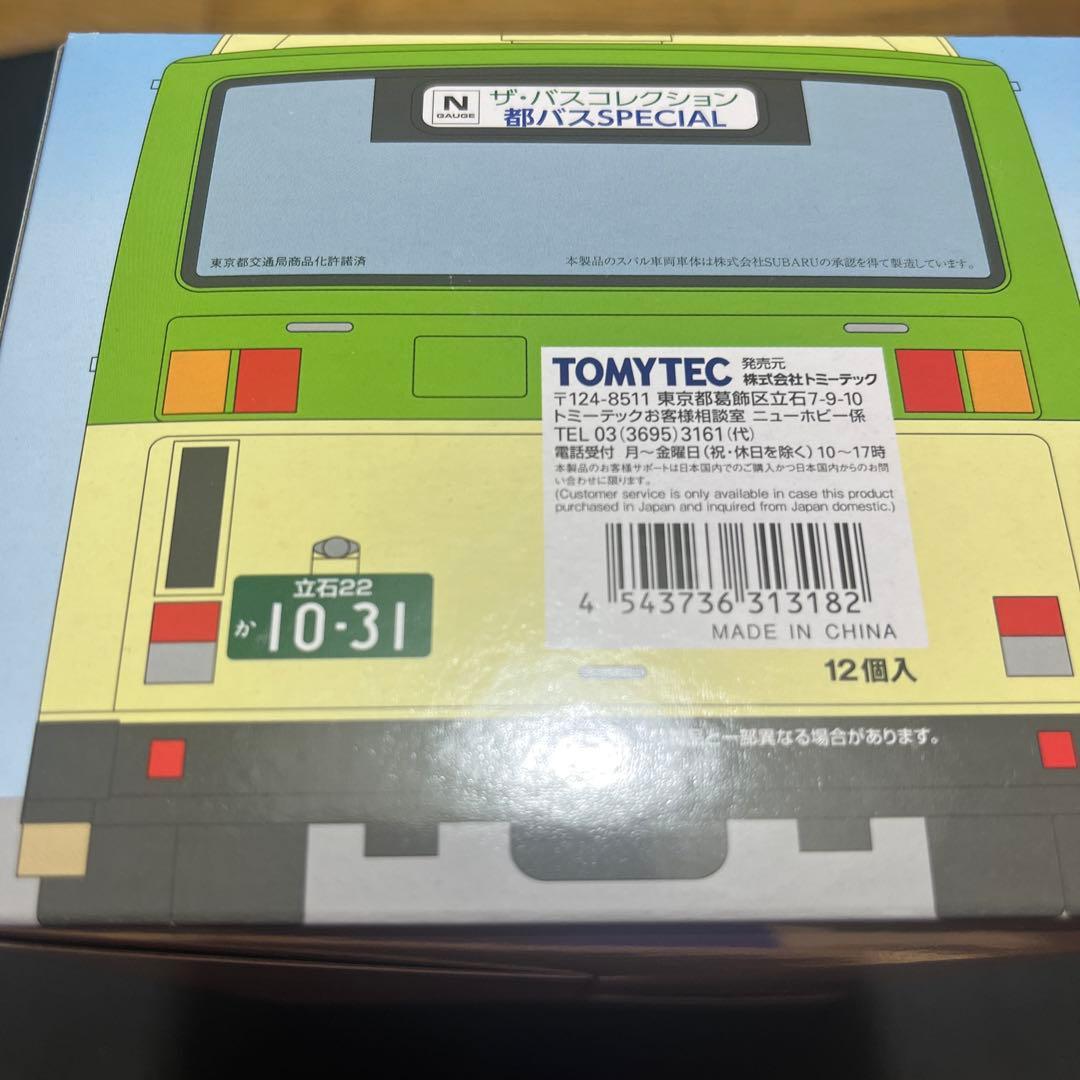 N
GAUGE
ザ・バスコレクション
都バスSPECIAL
東京都交通局商品化許諾済
本製品のスバル車両車体は株式会社SUBARUの承認を得て製造しています。
TOMYTEC
発売元
株式会社トミーテック
〒124-8511 東京都葛飾区立石7-9-10
トミーテックお客様相談室 ニューホビー係
TEL 03(3695)3161(代)
電話受付 月～金曜日(祝・休日を除く)10～17時
本製品のお客様サポートは日本国内でのご購入かつ日本国内からのお問
い合わせに限ります。
(Customer service is only available in case this product
purchased in Japan and inquired from Japan domestic.)
4 543736 313182
MADE IN CHINA
立石22
か 10-31
12個入
と一部異なる場合があります。